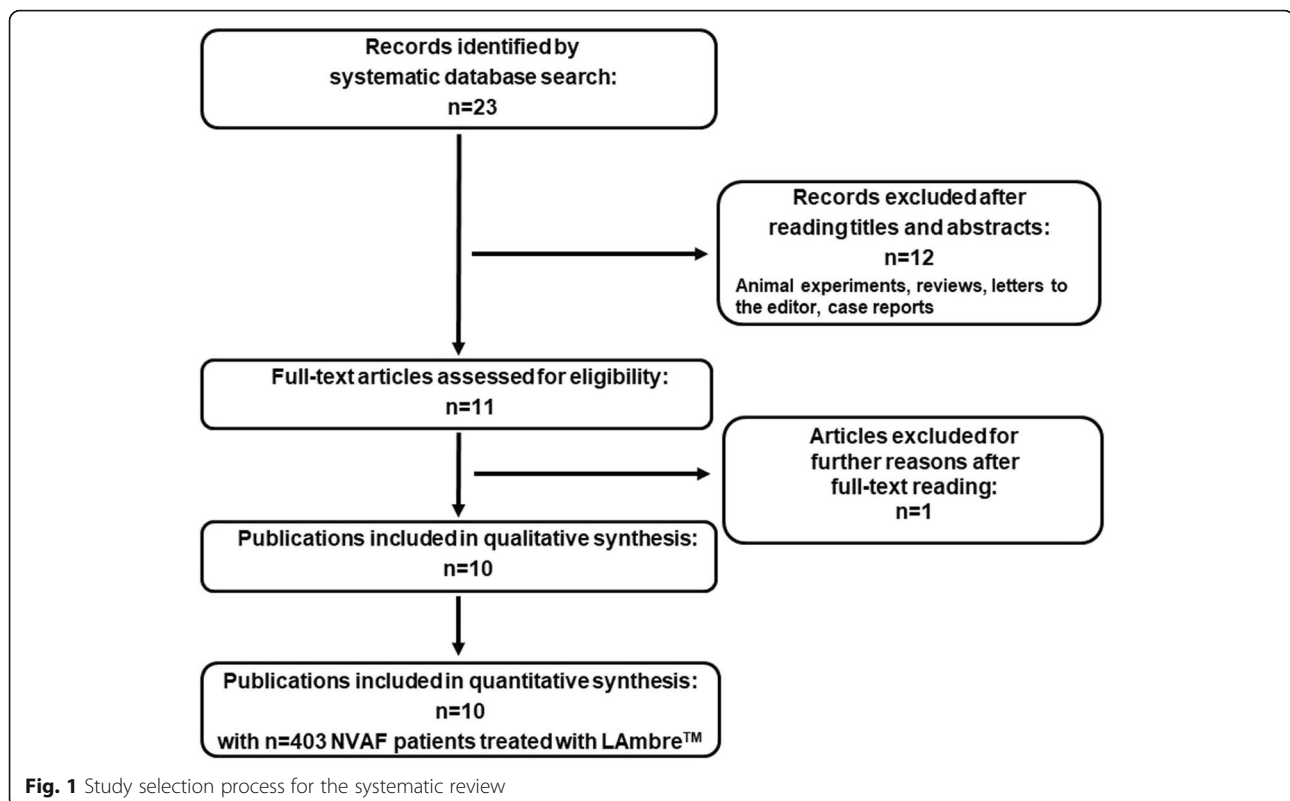 Records identified by
systematic database search:
n=23
Records excluded after
reading titles and abstracts:
n=12
Animal experiments, reviews, letters to
the editor, case reports
Full-text articles assessed for eligibility:
n=11
Articles excluded for
further reasons after
full-text reading:
n=1
Publications included in qualitative synthesis:
n=10
Publications included in quantitative synthesis:
n=10
with n=403 NVAF patients treated with LAmbre™
Fig. 1 Study selection process for the systematic review